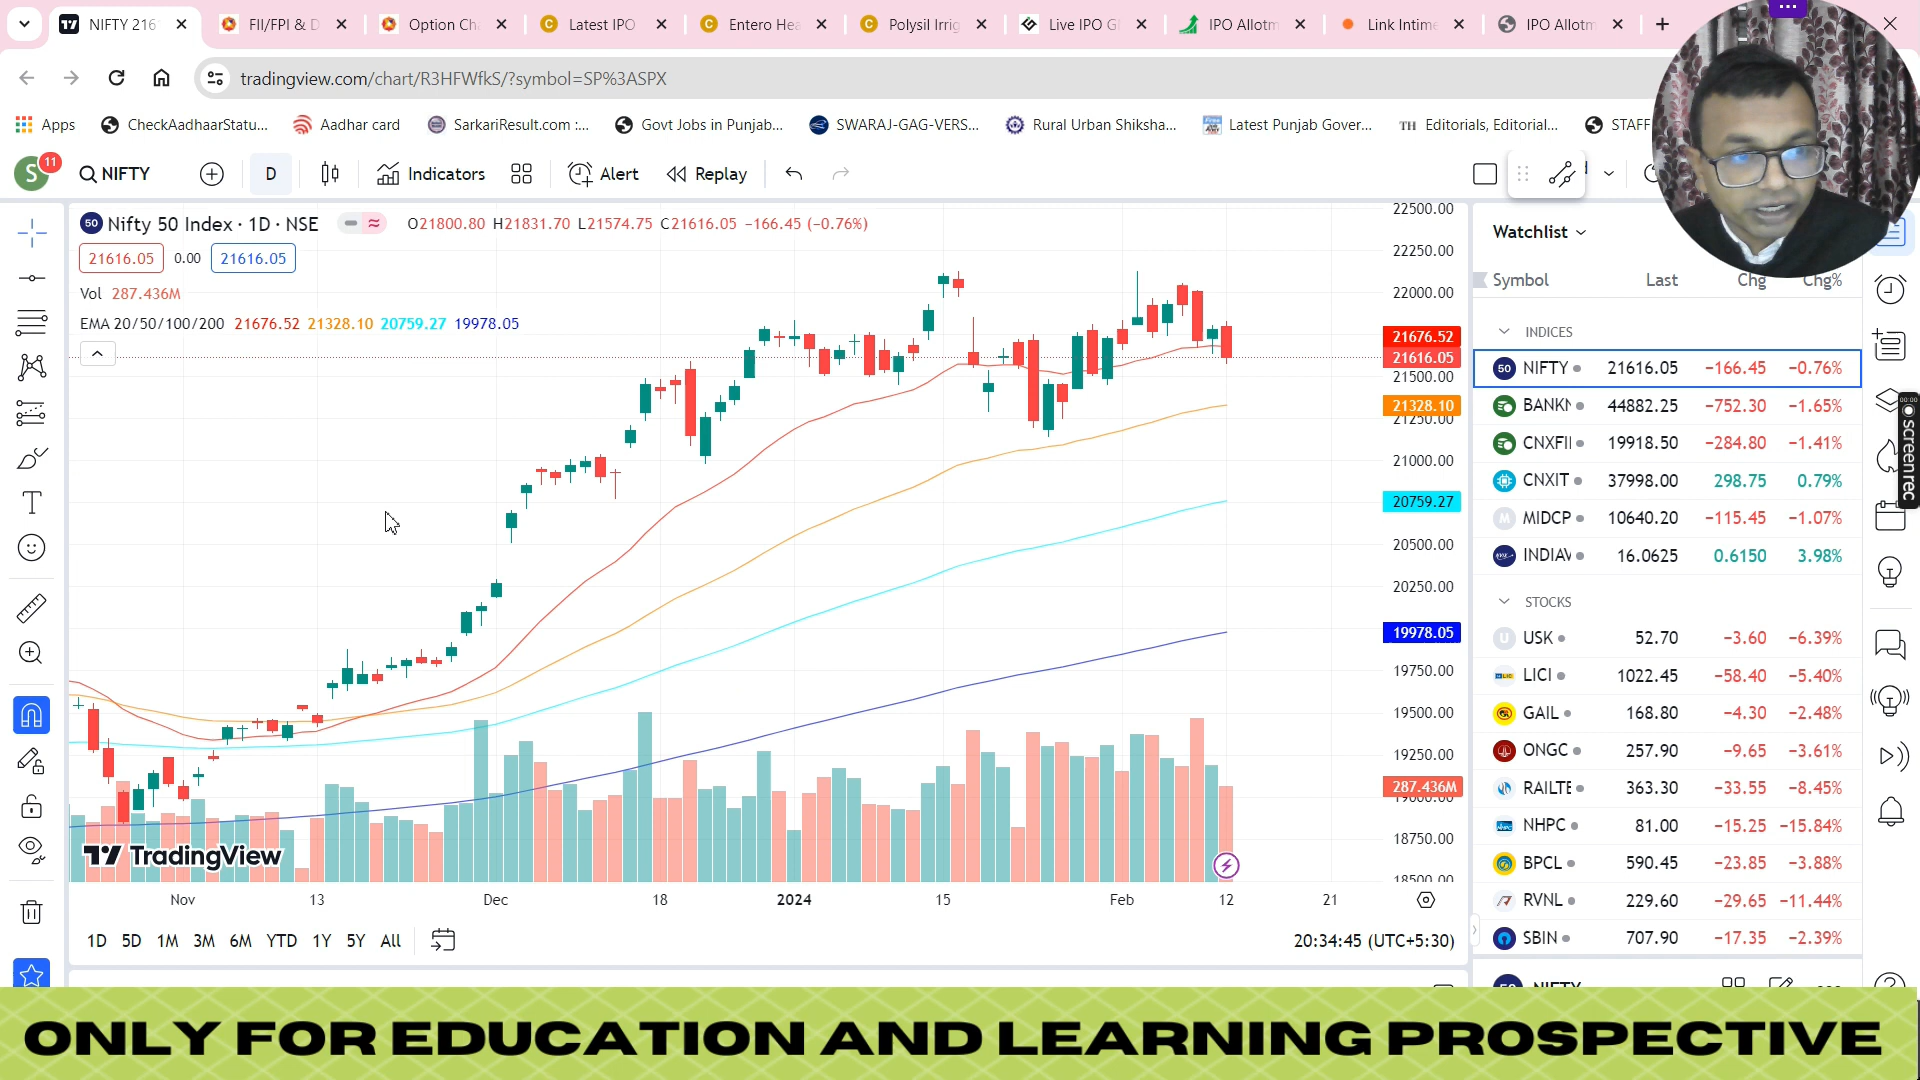 NIFTY 216
FII/FPI & D
Option Ch
Latest IPO
Entero Hea
Polysil Irrig
Live IPO G
IPO Allotm
Link Intime
IPO Allotm
tradingview.com/chart/R3HFWfkS/?symbol=SP%3ASPX
Apps
CheckAadhaarStatu...
Aadhar card
SarkariResult.com :...
Govt Jobs in Punjab...
SWARAJ-GAG-VERS...
Rural Urban Shiksha...
Latest Punjab Gover...
TH Editorials, Editorial...
STAFF
S 11
NIFTY
D
Indicators
Alert
Replay
50 Nifty 50 Index · 1D · NSE O21800.80 H21831.70 L21574.75 C21616.05 −166.45 (−0.76%)
21616.05 0.00 21616.05
Vol 287.436M
EMA 20/50/100/200 21676.52 21328.10 20759.27 19978.05
22500.00
22250.00
22000.00
21676.52
21616.05
21500.00
21328.10
21250.00
21000.00
20759.27
20500.00
20250.00
19978.05
19750.00
19500.00
19250.00
287.436M
19000.00
18750.00
18500.00
TradingView
Nov 13 Dec 18 2024 15 Feb 12 21
1D 5D 1M 3M 6M YTD 1Y 5Y All
20:34:45 (UTC+5:30)
Watchlist
Symbol Last Chg Chg%
INDICES
50 NIFTY 21616.05 −166.45 −0.76%
BANKN 44882.25 −752.30 −1.65%
CNXFII 19918.50 −284.80 −1.41%
CNXIT 37998.00 298.75 0.79%
M MIDCP 10640.20 −115.45 −1.07%
INDIAV 16.0625 0.6150 3.98%
STOCKS
U USK 52.70 −3.60 −6.39%
LICI 1022.45 −58.40 −5.40%
GAIL 168.80 −4.30 −2.48%
ONGC 257.90 −9.65 −3.61%
RAILTE 363.30 −33.55 −8.45%
NHPC 81.00 −15.25 −15.84%
BPCL 590.45 −23.85 −3.88%
RVNL 229.60 −29.65 −11.44%
SBIN 707.90 −17.35 −2.39%
NIFTY
00:00
screenrec
ONLY FOR EDUCATION AND LEARNING PROSPECTIVE